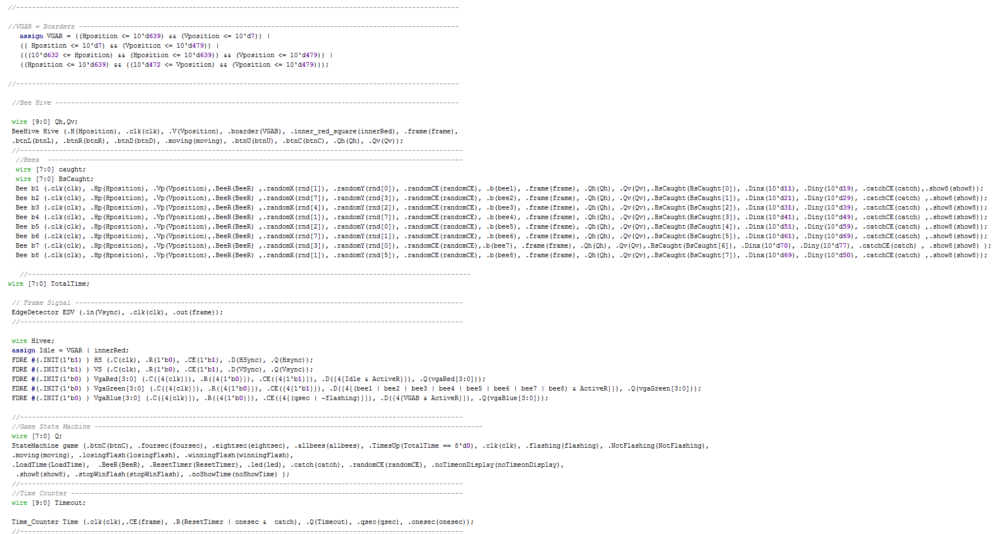 //-----------------------------------------------------------------------------------------------------------------
//VGAR = Boarders -------------------------------------------------------------------------------------------------
assign VGAR = ((Hposition <= 10'd639) && (Vposition <= 10'd7)) |
(( Hposition <= 10'd7) && (Vposition <= 10'd479)) |
(((10'd632 <= Hposition) && (Hposition <= 10'd639)) && (Vposition <= 10'd479)) |
((Hposition <= 10'd639) && ((10'd472 <= Vposition) && (Vposition <= 10'd479)));
//-----------------------------------------------------------------------------------------------------------------
//Bee Hive -------------------------------------------------------------------------------------------------------
wire [9:0] Qh,Qv;
BeeHive Hive (.H(Hposition), .clk(clk), .V(Vposition), .boarder(VGAB), .inner_red_square(innerRed), .frame(frame),
.btnL(btnL), .btnR(btnR), .btnD(btnD), .moving(moving), .btnU(btnU), .btnC(btnC), .Qh(Qh), .Qv(Qv));
//-----------------------------------------------------------------------------------------------------------------
//Bees  ----------------------------------------------------------------------------------------------------------
wire [7:0] caught;
wire [7:0] BsCaught;
Bee b1 (.clk(clk), .Hp(Hposition), .Vp(Vposition),.BeeR(BeeR) ,.randomX(rnd[1]), .randomY(rnd[0]), .randomCE(randomCE), .b(bee1), .frame(frame), .Qh(Qh), .Qv(Qv),.BsCaught(BsCaught[0]), .Dinx(10'd11), .Diny(10'd19), .catchCE(catch),.show8(show8));
Bee b2 (.clk(clk), .Hp(Hposition), .Vp(Vposition),.BeeR(BeeR) ,.randomX(rnd[7]), .randomY(rnd[3]), .randomCE(randomCE), .b(bee2), .frame(frame), .Qh(Qh), .Qv(Qv),.BsCaught(BsCaught[1]), .Dinx(10'd21), .Diny(10'd29), .catchCE(catch) ,.show8(show8));
Bee b3 (.clk(clk), .Hp(Hposition), .Vp(Vposition),.BeeR(BeeR) ,.randomX(rnd[4]), .randomY(rnd[2]), .randomCE(randomCE), .b(bee3), .frame(frame), .Qh(Qh), .Qv(Qv),.BsCaught(BsCaught[2]), .Dinx(10'd31), .Diny(10'd39), .catchCE(catch) ,.show8(show8));
Bee b4 (.clk(clk), .Hp(Hposition), .Vp(Vposition),.BeeR(BeeR) ,.randomX(rnd[1]), .randomY(rnd[7]), .randomCE(randomCE), .b(bee4), .frame(frame), .Qh(Qh), .Qv(Qv),.BsCaught(BsCaught[3]), .Dinx(10'd41), .Diny(10'd49), .catchCE(catch) ,.show8(show8));
Bee b5 (.clk(clk), .Hp(Hposition), .Vp(Vposition),.BeeR(BeeR) ,.randomX(rnd[2]), .randomY(rnd[0]), .randomCE(randomCE), .b(bee5), .frame(frame), .Qh(Qh), .Qv(Qv),.BsCaught(BsCaught[4]), .Dinx(10'd51), .Diny(10'd59), .catchCE(catch) ,.show8(show8));
Bee b6 (.clk(clk), .Hp(Hposition), .Vp(Vposition),.BeeR(BeeR) ,.randomX(rnd[7]), .randomY(rnd[1]), .randomCE(randomCE), .b(bee6), .frame(frame), .Qh(Qh), .Qv(Qv),.BsCaught(BsCaught[5]), .Dinx(10'd61), .Diny(10'd69), .catchCE(catch) ,.show8(show8));
Bee b7 (.clk(clk), .Hp(Hposition), .Vp(Vposition),.BeeR(BeeR) ,.randomX(rnd[3]), .randomY(rnd[0]), .randomCE(randomCE),.b(bee7), .frame(frame), .Qh(Qh), .Qv(Qv),.BsCaught(BsCaught[6]), .Dinx(10'd70), .Diny(10'd77), .catchCE(catch) , .show8(show8) );
Bee b8 (.clk(clk), .Hp(Hposition), .Vp(Vposition),.BeeR(BeeR) ,.randomX(rnd[1]), .randomY(rnd[5]), .randomCE(randomCE), .b(bee8), .frame(frame), .Qh(Qh), .Qv(Qv),.BsCaught(BsCaught[7]), .Dinx(10'd69), .Diny(10'd50), .catchCE(catch) ,.show8(show8));
//-----------------------------------------------------------------------------------------------------------------
wire [7:0] TotalTime;
// Frame Signal ---------------------------------------------------------------------------------------------------
EdgeDetector EDV (.in(Vsync), .clk(clk), .out(frame));
//-----------------------------------------------------------------------------------------------------------------
wire Hivee;
assign Idle = VGAR | innerRed;
FDRE #(.INIT(1'b1) ) HS (.C(clk), .R(1'b0), .CE(1'b1), .D(HSync), .Q(Hsync));
FDRE #(.INIT(1'b1) ) VS (.C(clk), .R(1'b0), .CE(1'b1), .D(VSync), .Q(Vsync));
FDRE #(.INIT(1'b0) ) VgaRed[3:0] (.C({4{clk}}), .R({4{1'b0}}), .CE({4{1'b1}}), .D({4{Idle & ActiveR}}), .Q(vgaRed[3:0]));
FDRE #(.INIT(1'b0) ) VgaGreen[3:0] (.C({4{clk}}), .R({4{1'b0}}), .CE({4{1'b1}}), .D({4{(bee1 | bee2 | bee3 | bee4 | bee5 | bee6 | bee7 | bee8) & ActiveR}}), .Q(vgaGreen[3:0]));
FDRE #(.INIT(1'b0) ) VgaBlue[3:0] (.C({4{clk}}), .R({4{1'b0}}), .CE({4{(qsec | ~flashing)}}), .D({4{VGAB & ActiveR}}), .Q(vgaBlue[3:0]));
//-----------------------------------------------------------------------------------------------------------------
//Game State Machine ---------------------------------------------------------------------------------------------------
wire [7:0] Q;
StateMachine game (.btnC(btnC), .foursec(foursec), .eightsec(eightsec), .allbees(allbees), .TimesUp(TotalTime == 8'd0), .clk(clk), .flashing(flashing), .NotFlashing(NotFlashing),
.moving(moving), .losingFlash(losingFlash), .winningFlash(winningFlash),
.LoadTime(LoadTime),  .BeeR(BeeR), .ResetTimer(ResetTimer), .led(led), .catch(catch), .randomCE(randomCE), .noTimeonDisplay(noTimeonDisplay),
.show8(show8), .stopWinFlash(stopWinFlash), .noShowTime(noShowTime) );
//-----------------------------------------------------------------------------------------------------------------
//Time Counter ----------------------------------------------------------------------------------------------------
wire [9:0] Timeout;
Time_Counter Time (.clk(clk),.CE(frame), .R(ResetTimer | onesec &  catch), .Q(Timeout), .qsec(qsec), .onesec(onesec));
//-----------------------------------------------------------------------------------------------------------------